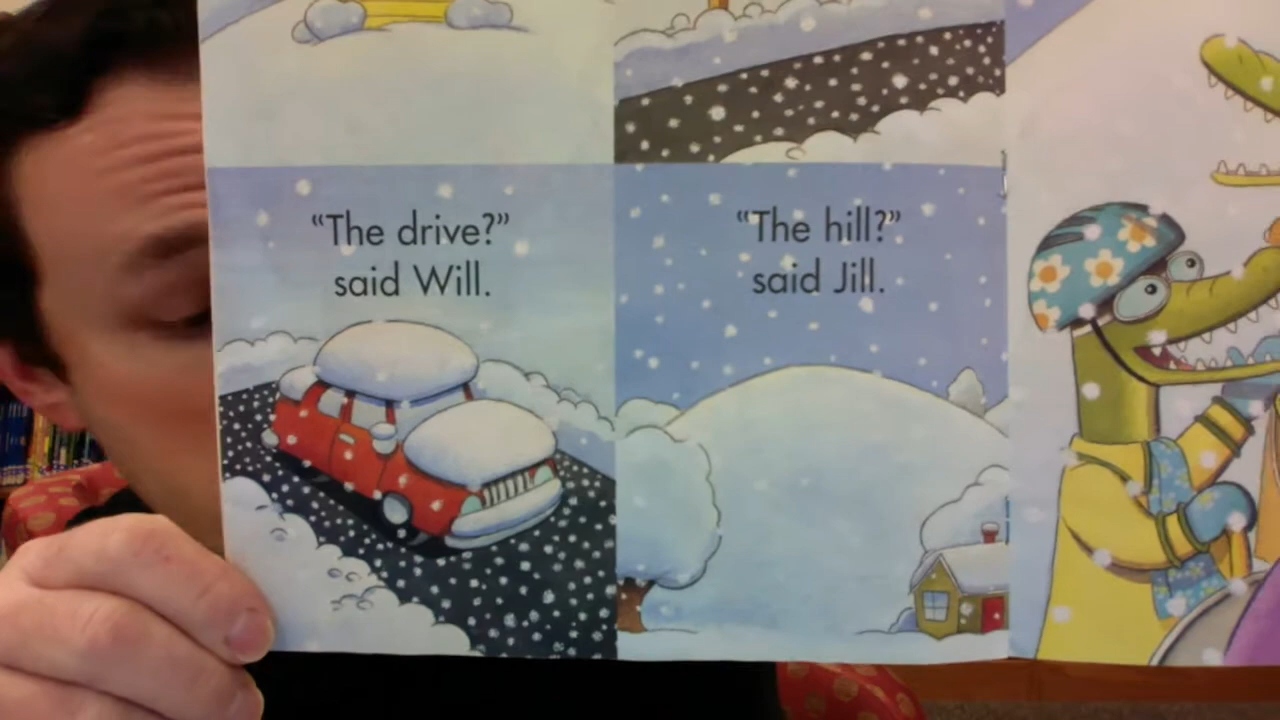 “The drive?”
said Will.
“The hill?”
said Jill.